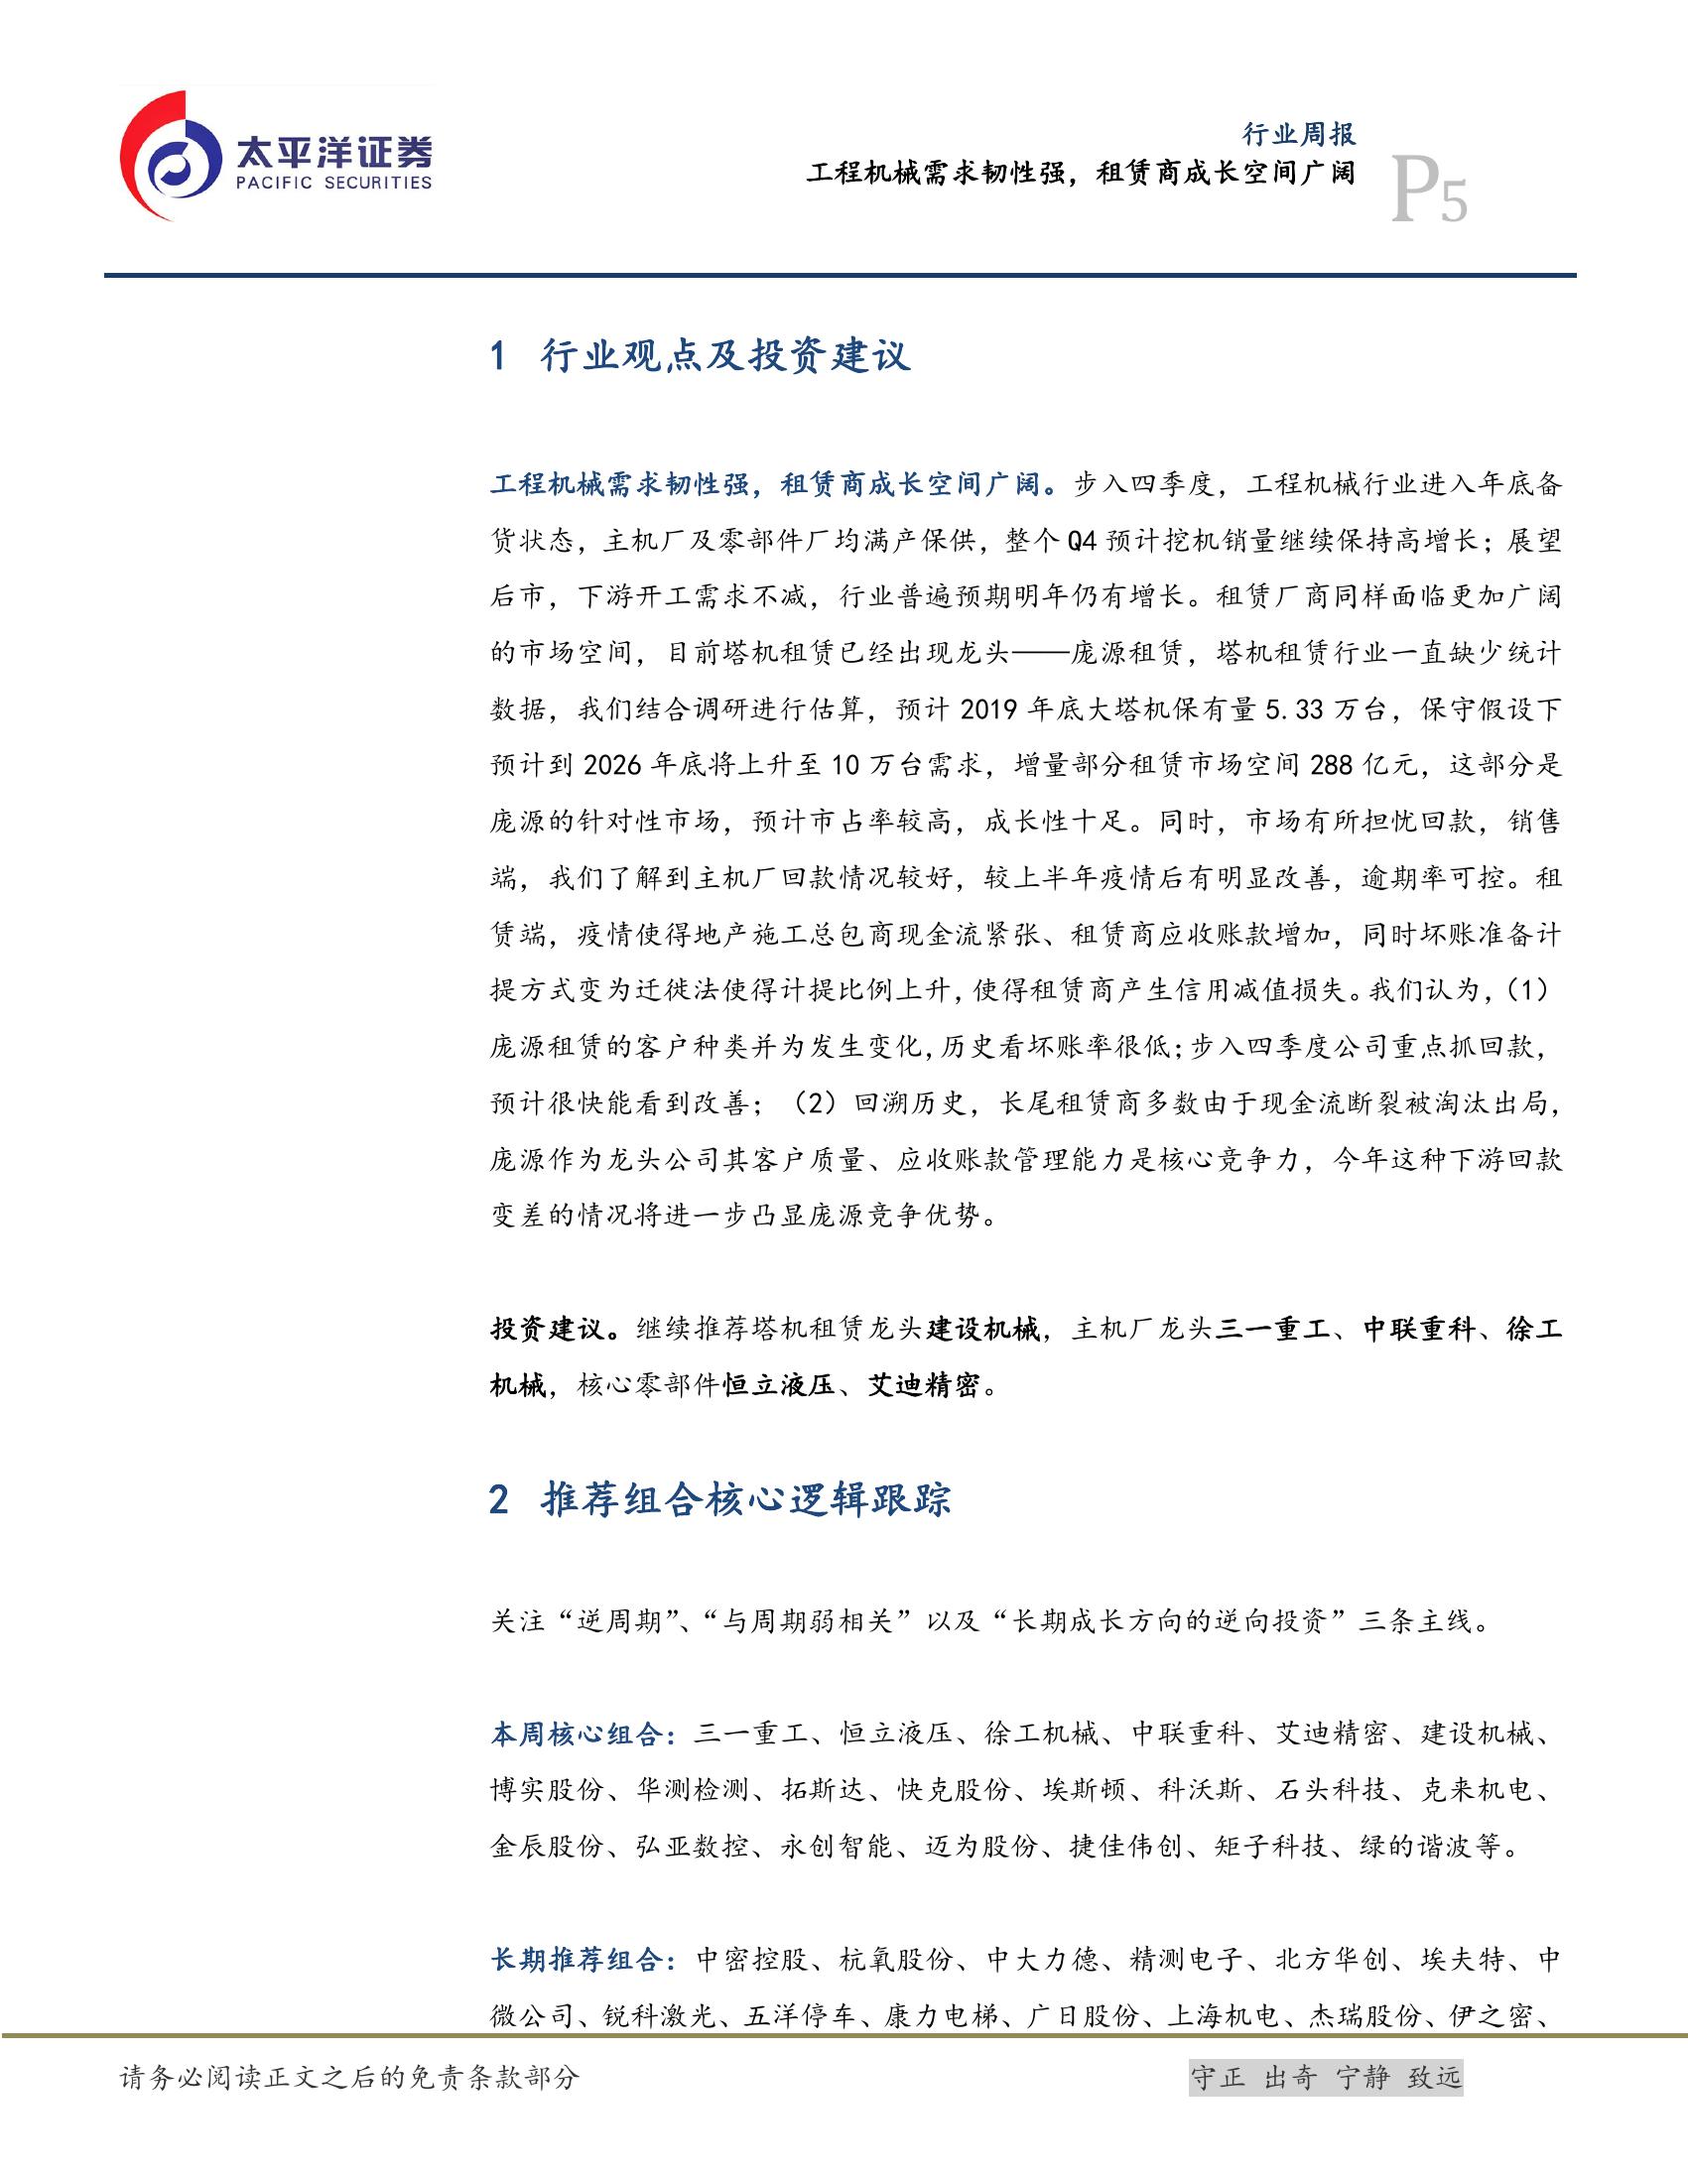 太平洋证券
PACIFIC SECURITIES
行业周报
工程机械需求韧性强，租赁商成长空间广阔
P5
1 行业观点及投资建议
工程机械需求韧性强，租赁商成长空间广阔。步入四季度，工程机械行业进入年底备
货状态，主机厂及零部件厂均满产保供，整个 Q4 预计挖机销量继续保持高增长；展望
后市，下游开工需求不减，行业普遍预期明年仍有增长。租赁厂商同样面临更加广阔
的市场空间，目前塔机租赁已经出现龙头——庞源租赁，塔机租赁行业一直缺少统计
数据，我们结合调研进行估算，预计 2019 年底大塔机保有量 5.33 万台，保守假设下
预计到 2026 年底将上升至 10 万台需求，增量部分租赁市场空间 288 亿元，这部分是
庞源的针对性市场，预计市占率较高，成长性十足。同时，市场有所担忧回款，销售
端，我们了解到主机厂回款情况较好，较上半年疫情后有明显改善，逾期率可控。租
赁端，疫情使得地产施工总包商现金流紧张、租赁商应收账款增加，同时坏账准备计
提方式变为迁徙法使得计提比例上升，使得租赁商产生信用减值损失。我们认为，（1）
庞源租赁的客户种类并为发生变化，历史看坏账率很低；步入四季度公司重点抓回款，
预计很快能看到改善；（2）回溯历史，长尾租赁商多数由于现金流断裂被淘汰出局，
庞源作为龙头公司其客户质量、应收账款管理能力是核心竞争力，今年这种下游回款
变差的情况将进一步凸显庞源竞争优势。
投资建议。继续推荐塔机租赁龙头建设机械，主机厂龙头三一重工、中联重科、徐工
机械，核心零部件恒立液压、艾迪精密。
2 推荐组合核心逻辑跟踪
关注“逆周期”、“与周期弱相关”以及“长期成长方向的逆向投资”三条主线。
本周核心组合：三一重工、恒立液压、徐工机械、中联重科、艾迪精密、建设机械、
博实股份、华测检测、拓斯达、快克股份、埃斯顿、科沃斯、石头科技、克来机电、
金辰股份、弘亚数控、永创智能、迈为股份、捷佳伟创、矩子科技、绿的谐波等。
长期推荐组合：中密控股、杭氧股份、中大力德、精测电子、北方华创、埃夫特、中
微公司、锐科激光、五洋停车、康力电梯、广日股份、上海机电、杰瑞股份、伊之密、
请务必阅读正文之后的免责条款部分
守正 出奇 宁静 致远